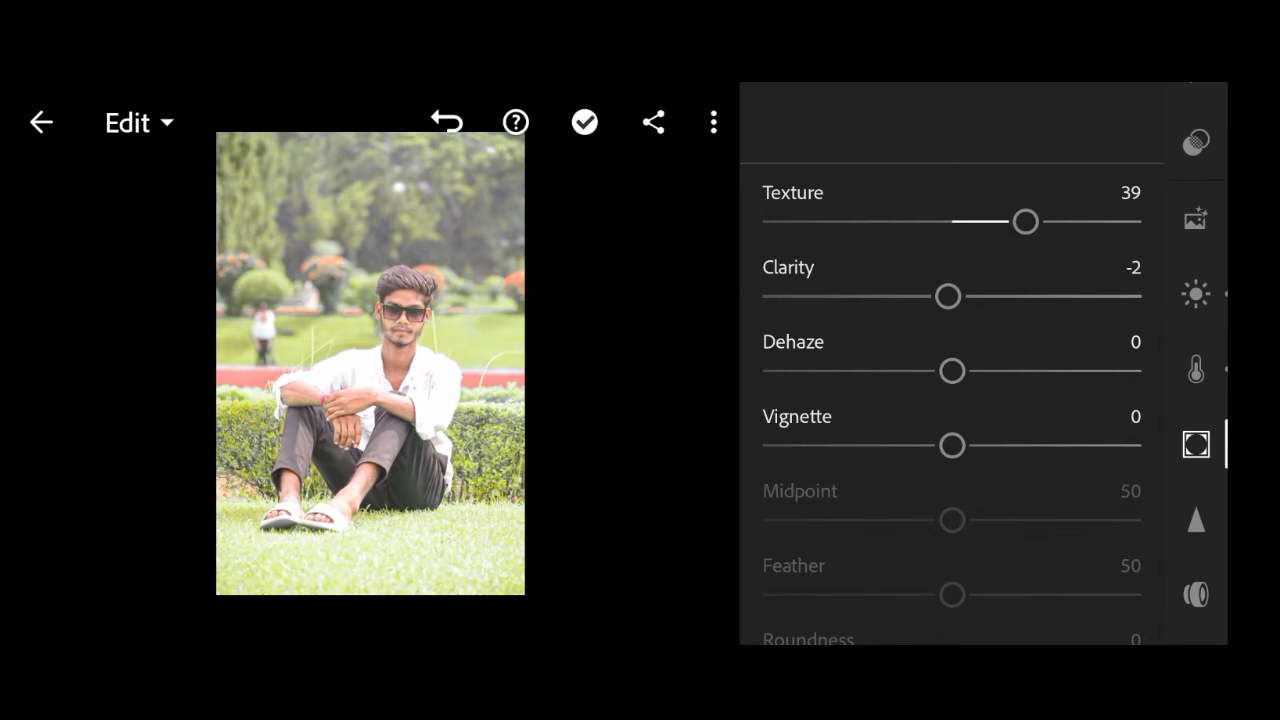 Edit
Texture 39
Clarity -2
Dehaze 0
Vignette 0
Midpoint 50
Feather 50
Roundness 0